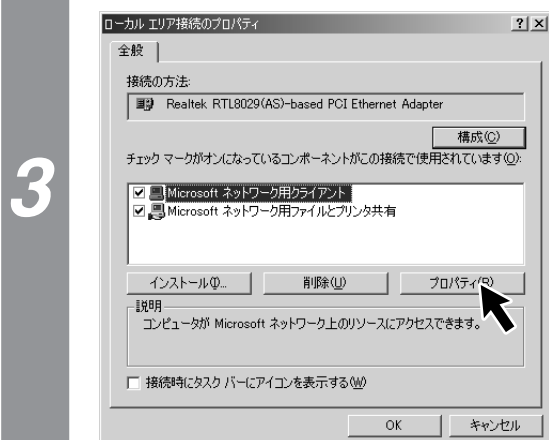 3
ローカル エリア接続のプロパティ
全般
接続の方法:
Realtek RTL8029(AS)-based PCI Ethernet Adapter
構成(C)
チェック マークがオンになっているコンポーネントがこの接続で使用されています(O):
Microsoft ネットワーク用クライアント
Microsoft ネットワーク用ファイルとプリンタ共有
インストール(I)...
削除(U)
プロパティ(R)
説明
コンピュータが Microsoft ネットワーク上のリソースにアクセスできます。
接続時にタスク バーにアイコンを表示する(W)
OK
キャンセル